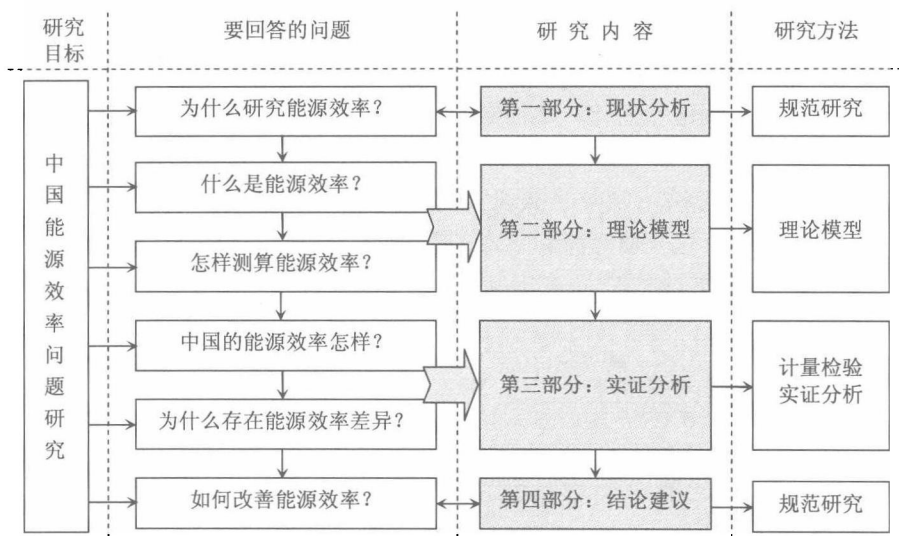 研究
目标
要回答的问题
研究内容
研究方法
中国能源效率问题研究
为什么研究能源效率？
第一部分：现状分析
规范研究
什么是能源效率？
第二部分：理论模型
理论模型
怎样测算能源效率？
中国的能源效率怎样？
第三部分：实证分析
计量检验
实证分析
为什么存在能源效率差异？
如何改善能源效率？
第四部分：结论建议
规范研究